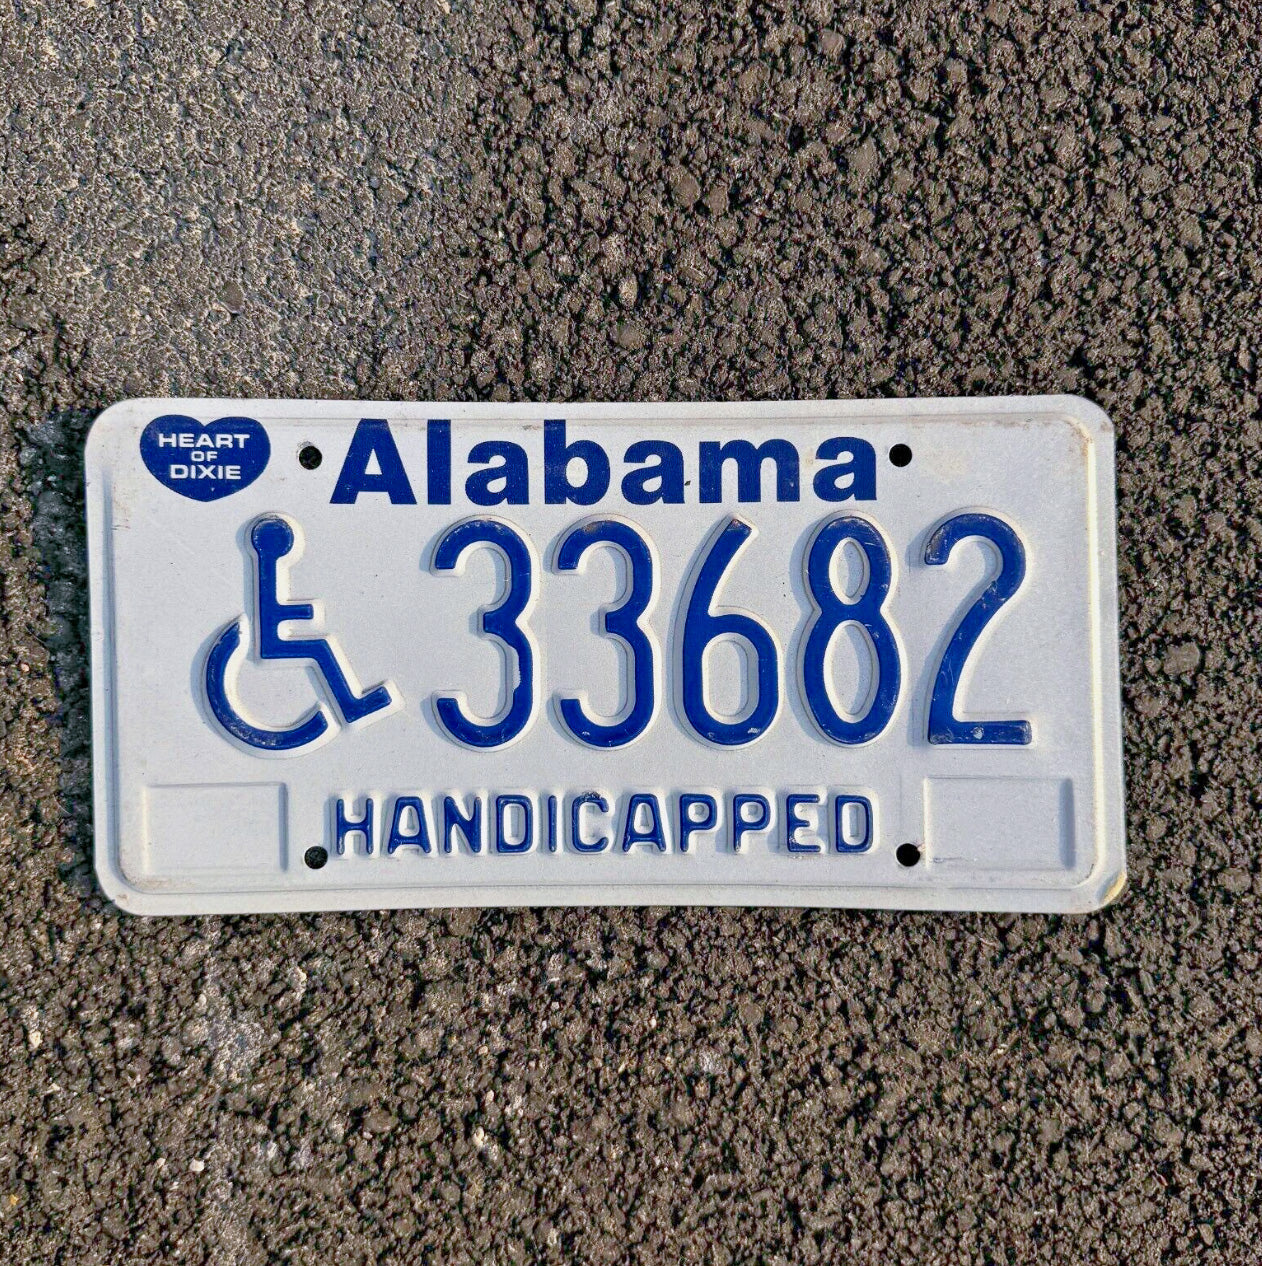 HEART
OF
DIXIE
Alabama
33682
HANDICAPPED